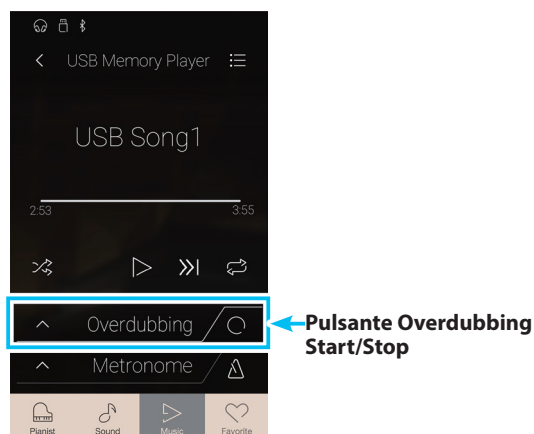 USB Memory Player
USB Song1
2:53 3:55
Overdubbing
Metronome
Pulsante Overdubbing
Start/Stop
Pianist Sound Music Favorite